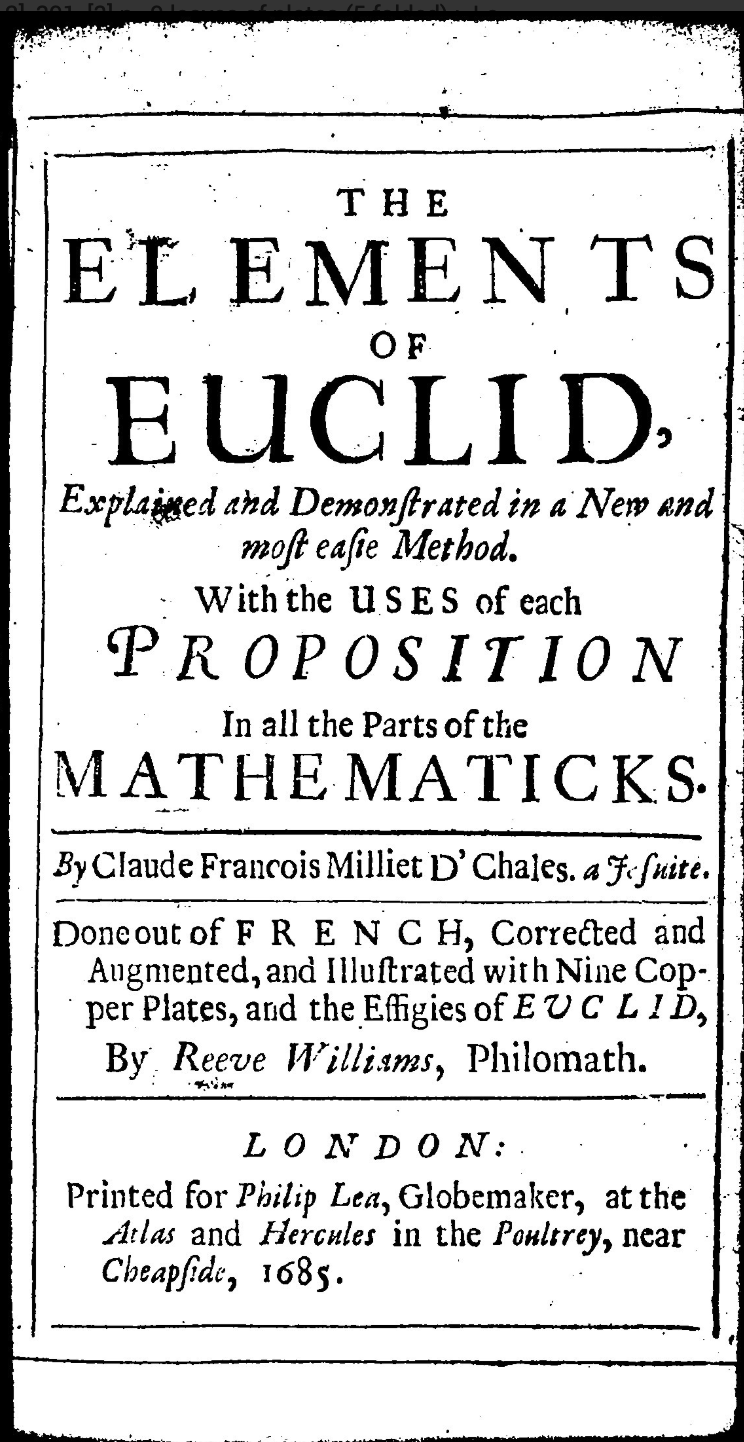 THE
ELEMENTS
OF
EUCLID,
Explained and Demonſtrated in a New and
moſt eaſie Method.
With the USES of each
PROPOSITION
In all the Parts of the
MATHEMATICKS.
By Claude Francois Milliet D'Chales. a Jeſuite.
Done out of FRENCH, Corrected and
Augmented, and Illuſtrated with Nine Cop-
per Plates, and the Effigies of EUCLID,
By Reeve Williams, Philomath.
LONDON:
Printed for Philip Lea, Globemaker, at the
Atlas and Hercules in the Poultrey, near
Cheapſide, 1685.